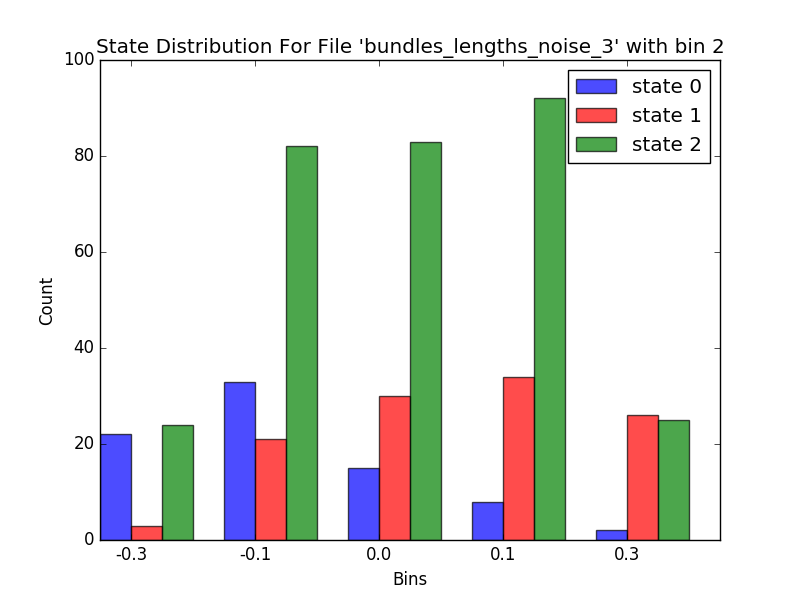 State Distribution For File 'bundles_lengths_noise_3' with bin 2
state 0
state 1
state 2
100
80
60
40
20
0
Count
-0.3 -0.1 0.0 0.1 0.3
Bins